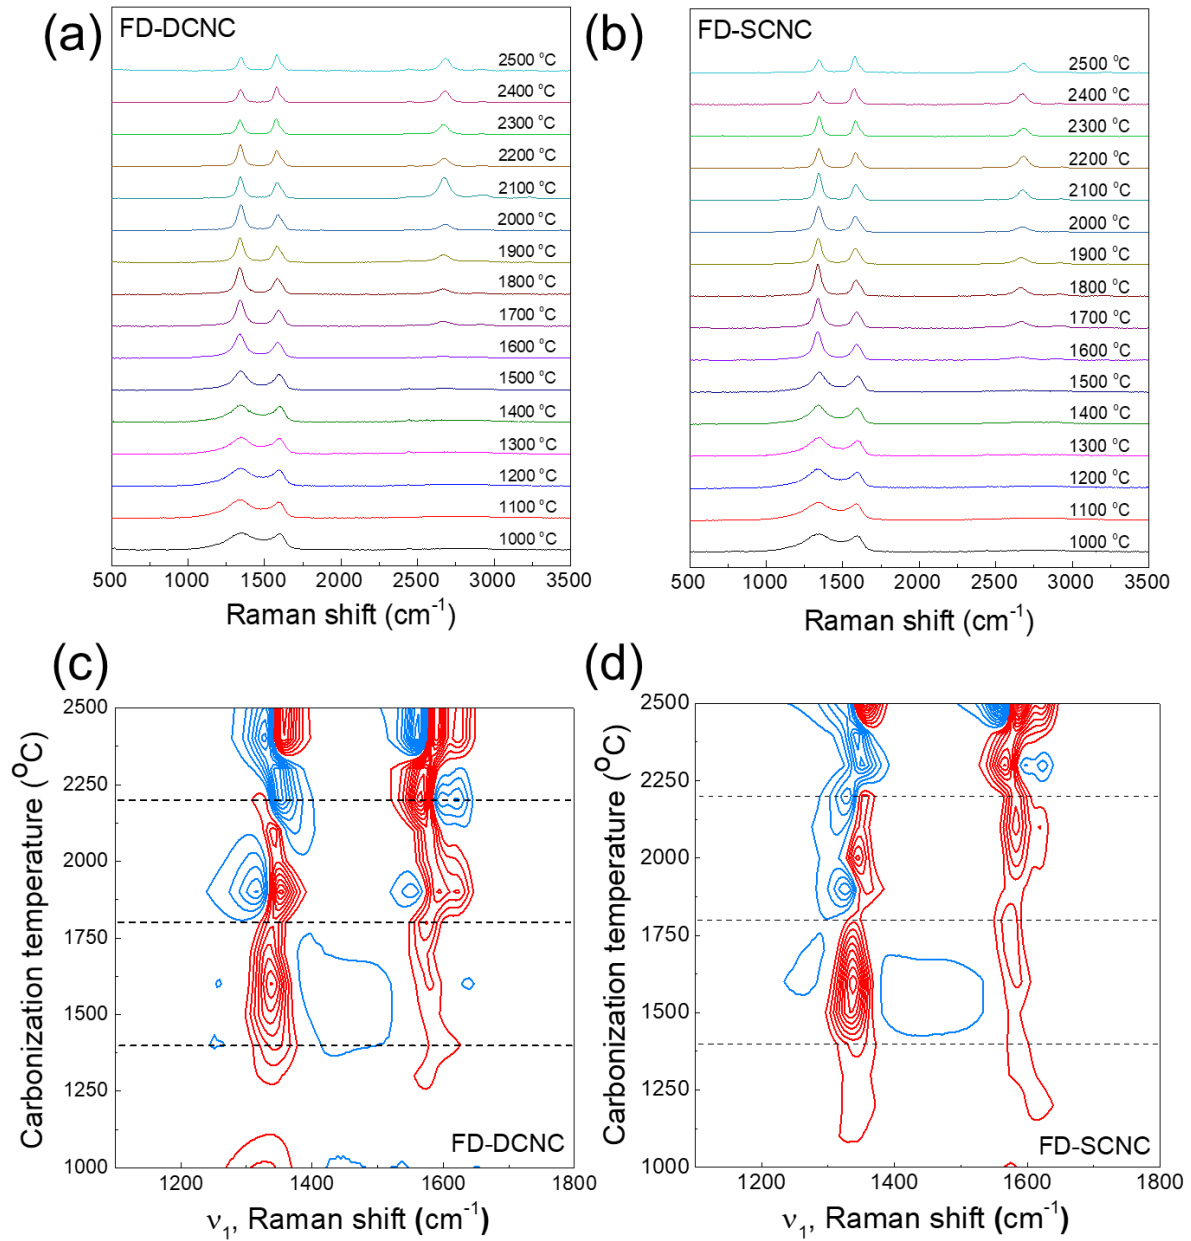 (a)
FD-DCNC
2500 °C
2400 °C
2300 °C
2200 °C
2100 °C
2000 °C
1900 °C
1800 °C
1700 °C
1600 °C
1500 °C
1400 °C
1300 °C
1200 °C
1100 °C
1000 °C
500 1000 1500 2000 2500 3000 3500
Raman shift (cm⁻¹)
(b)
FD-SCNC
2500 °C
2400 °C
2300 °C
2200 °C
2100 °C
2000 °C
1900 °C
1800 °C
1700 °C
1600 °C
1500 °C
1400 °C
1300 °C
1200 °C
1100 °C
1000 °C
500 1000 1500 2000 2500 3000 3500
Raman shift (cm⁻¹)
(c)
Carbonization temperature (°C)
2500
2250
2000
1750
1500
1250
1000
FD-DCNC
1200 1400 1600 1800
ν₁, Raman shift (cm⁻¹)
(d)
Carbonization temperature (°C)
2500
2250
2000
1750
1500
1250
1000
FD-SCNC
1200 1400 1600 1800
ν₁, Raman shift (cm⁻¹)